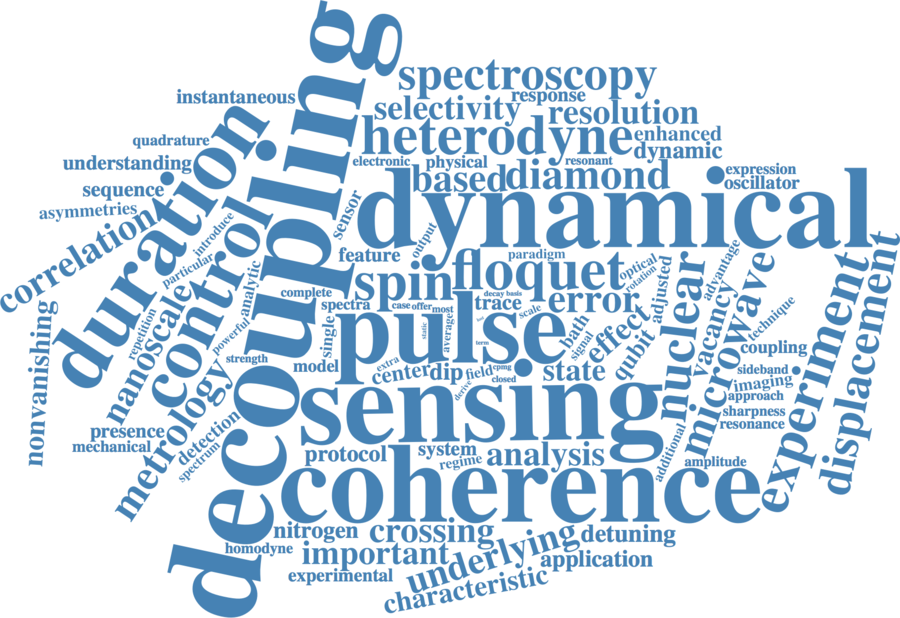 decoupling
dynamical
coherence
sensing
pulse
duration
control
experiment
displacement
microwave
nuclear
floquet
spin
heterodyne
spectroscopy
selectivity
response
resolution
enhanced
dynamic
electronic
physical
resonant
based
diamond
expression
oscillator
instantaneous
quadrature
understanding
sequence
asymmetries
correlation
introduce
particular
sensor
output
feature
paradigm
optical
rotation
adjusted
advantage
vacancy
technique
nonvanishing
nanoscale
repetition
analytic
powerful
complete
spectra
case
offer
most
decay
basis
trace
scale
error
static
average
term
single
model
strength
extra
center
dip
field
cpmg
closed
derive
bath
signal
effect
qubit
state
coupling
sideband
imaging
approach
sharpness
resonance
additional
amplitude
presence
mechanical
metrology
detection
spectrum
protocol
system
regime
analysis
nitrogen
homodyne
crossing
important
experimental
underlying
characteristic
detuning
application